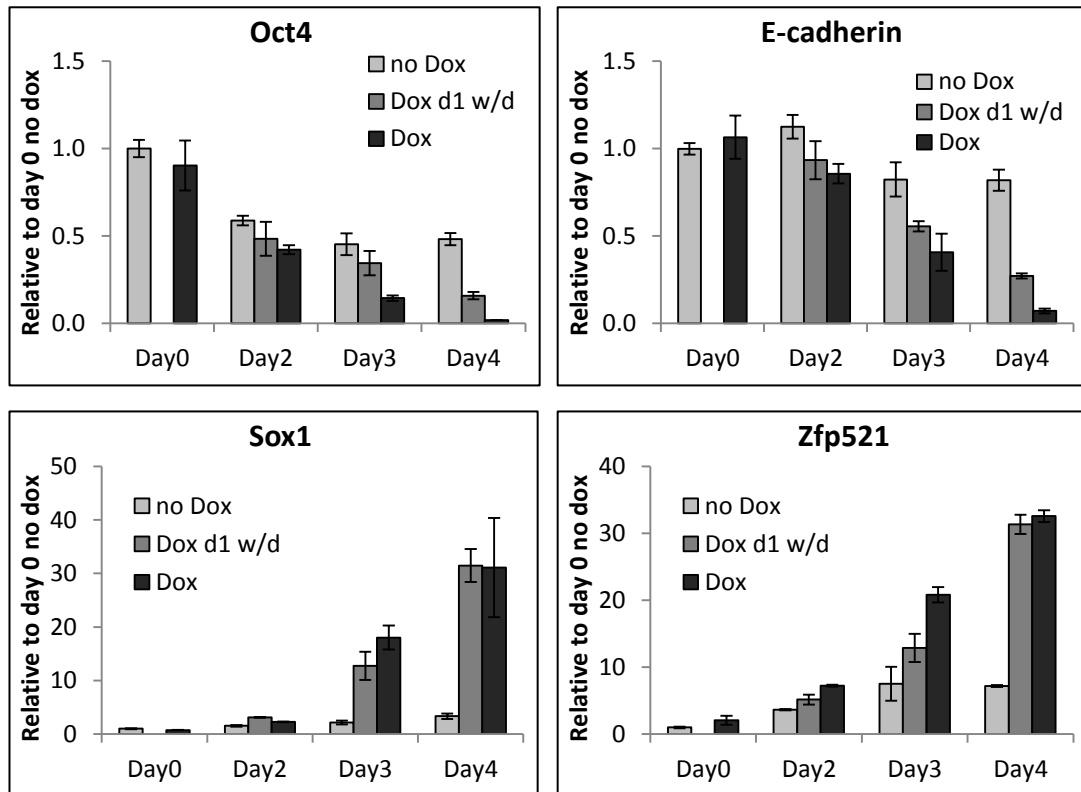 Oct4
Relative to day 0 no dox
1.5
1.0
0.5
0.0
no Dox
Dox d1 w/d
Dox
Day0 Day2 Day3 Day4
E-cadherin
Relative to day 0 no dox
1.5
1.0
0.5
0.0
no Dox
Dox d1 w/d
Dox
Day0 Day2 Day3 Day4
Sox1
Relative to day 0 no dox
50
40
30
20
10
0
no Dox
Dox d1 w/d
Dox
Day0 Day2 Day3 Day4
Zfp521
Relative to day 0 no dox
40
30
20
10
0
no Dox
Dox d1 w/d
Dox
Day0 Day2 Day3 Day4